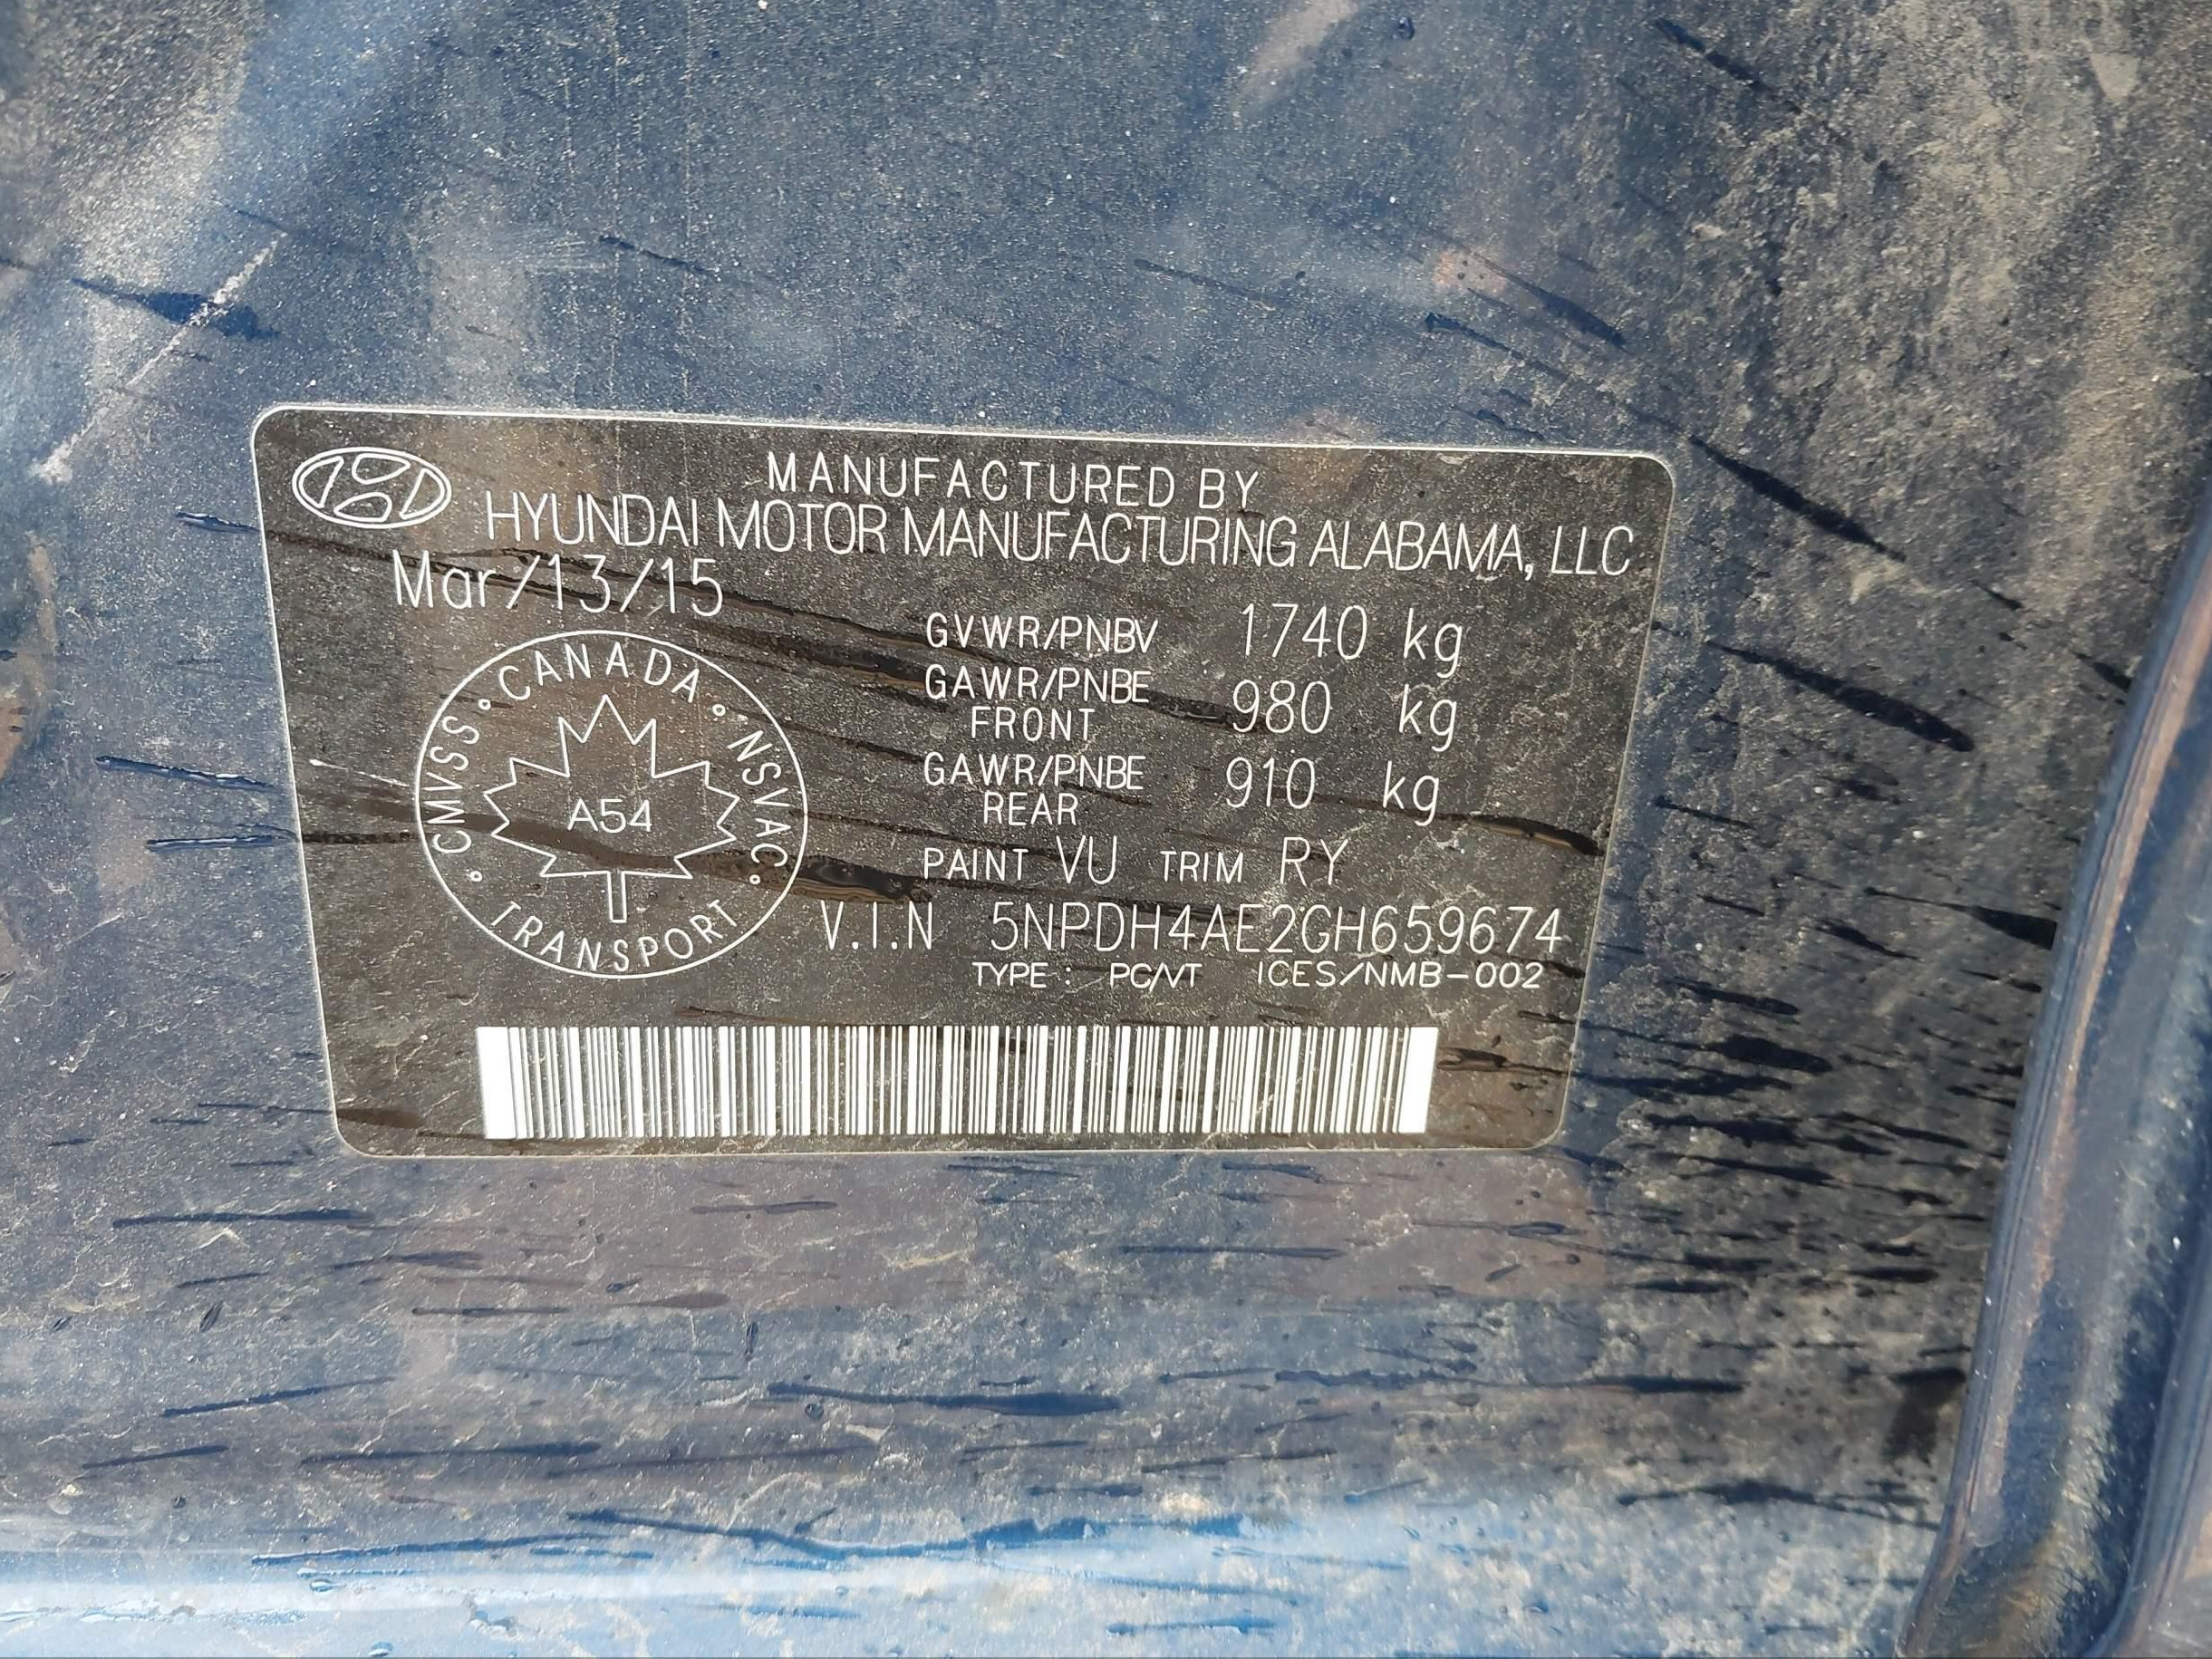 MANUFACTURED BY
HYUNDAI MOTOR MANUFACTURING ALABAMA, LLC
Mar/13/15
GVWR/PNBV 1740 kg
GAWR/PNBE FRONT 980 kg
GAWR/PNBE REAR 910 kg
PAINT VU TRIM RY
V.I.N 5NPDH4AE2GH659674
TYPE: PC/VT ICES/NMB-002
CMVSS • CANADA • NSVAC •
TRANSPORT •
A54